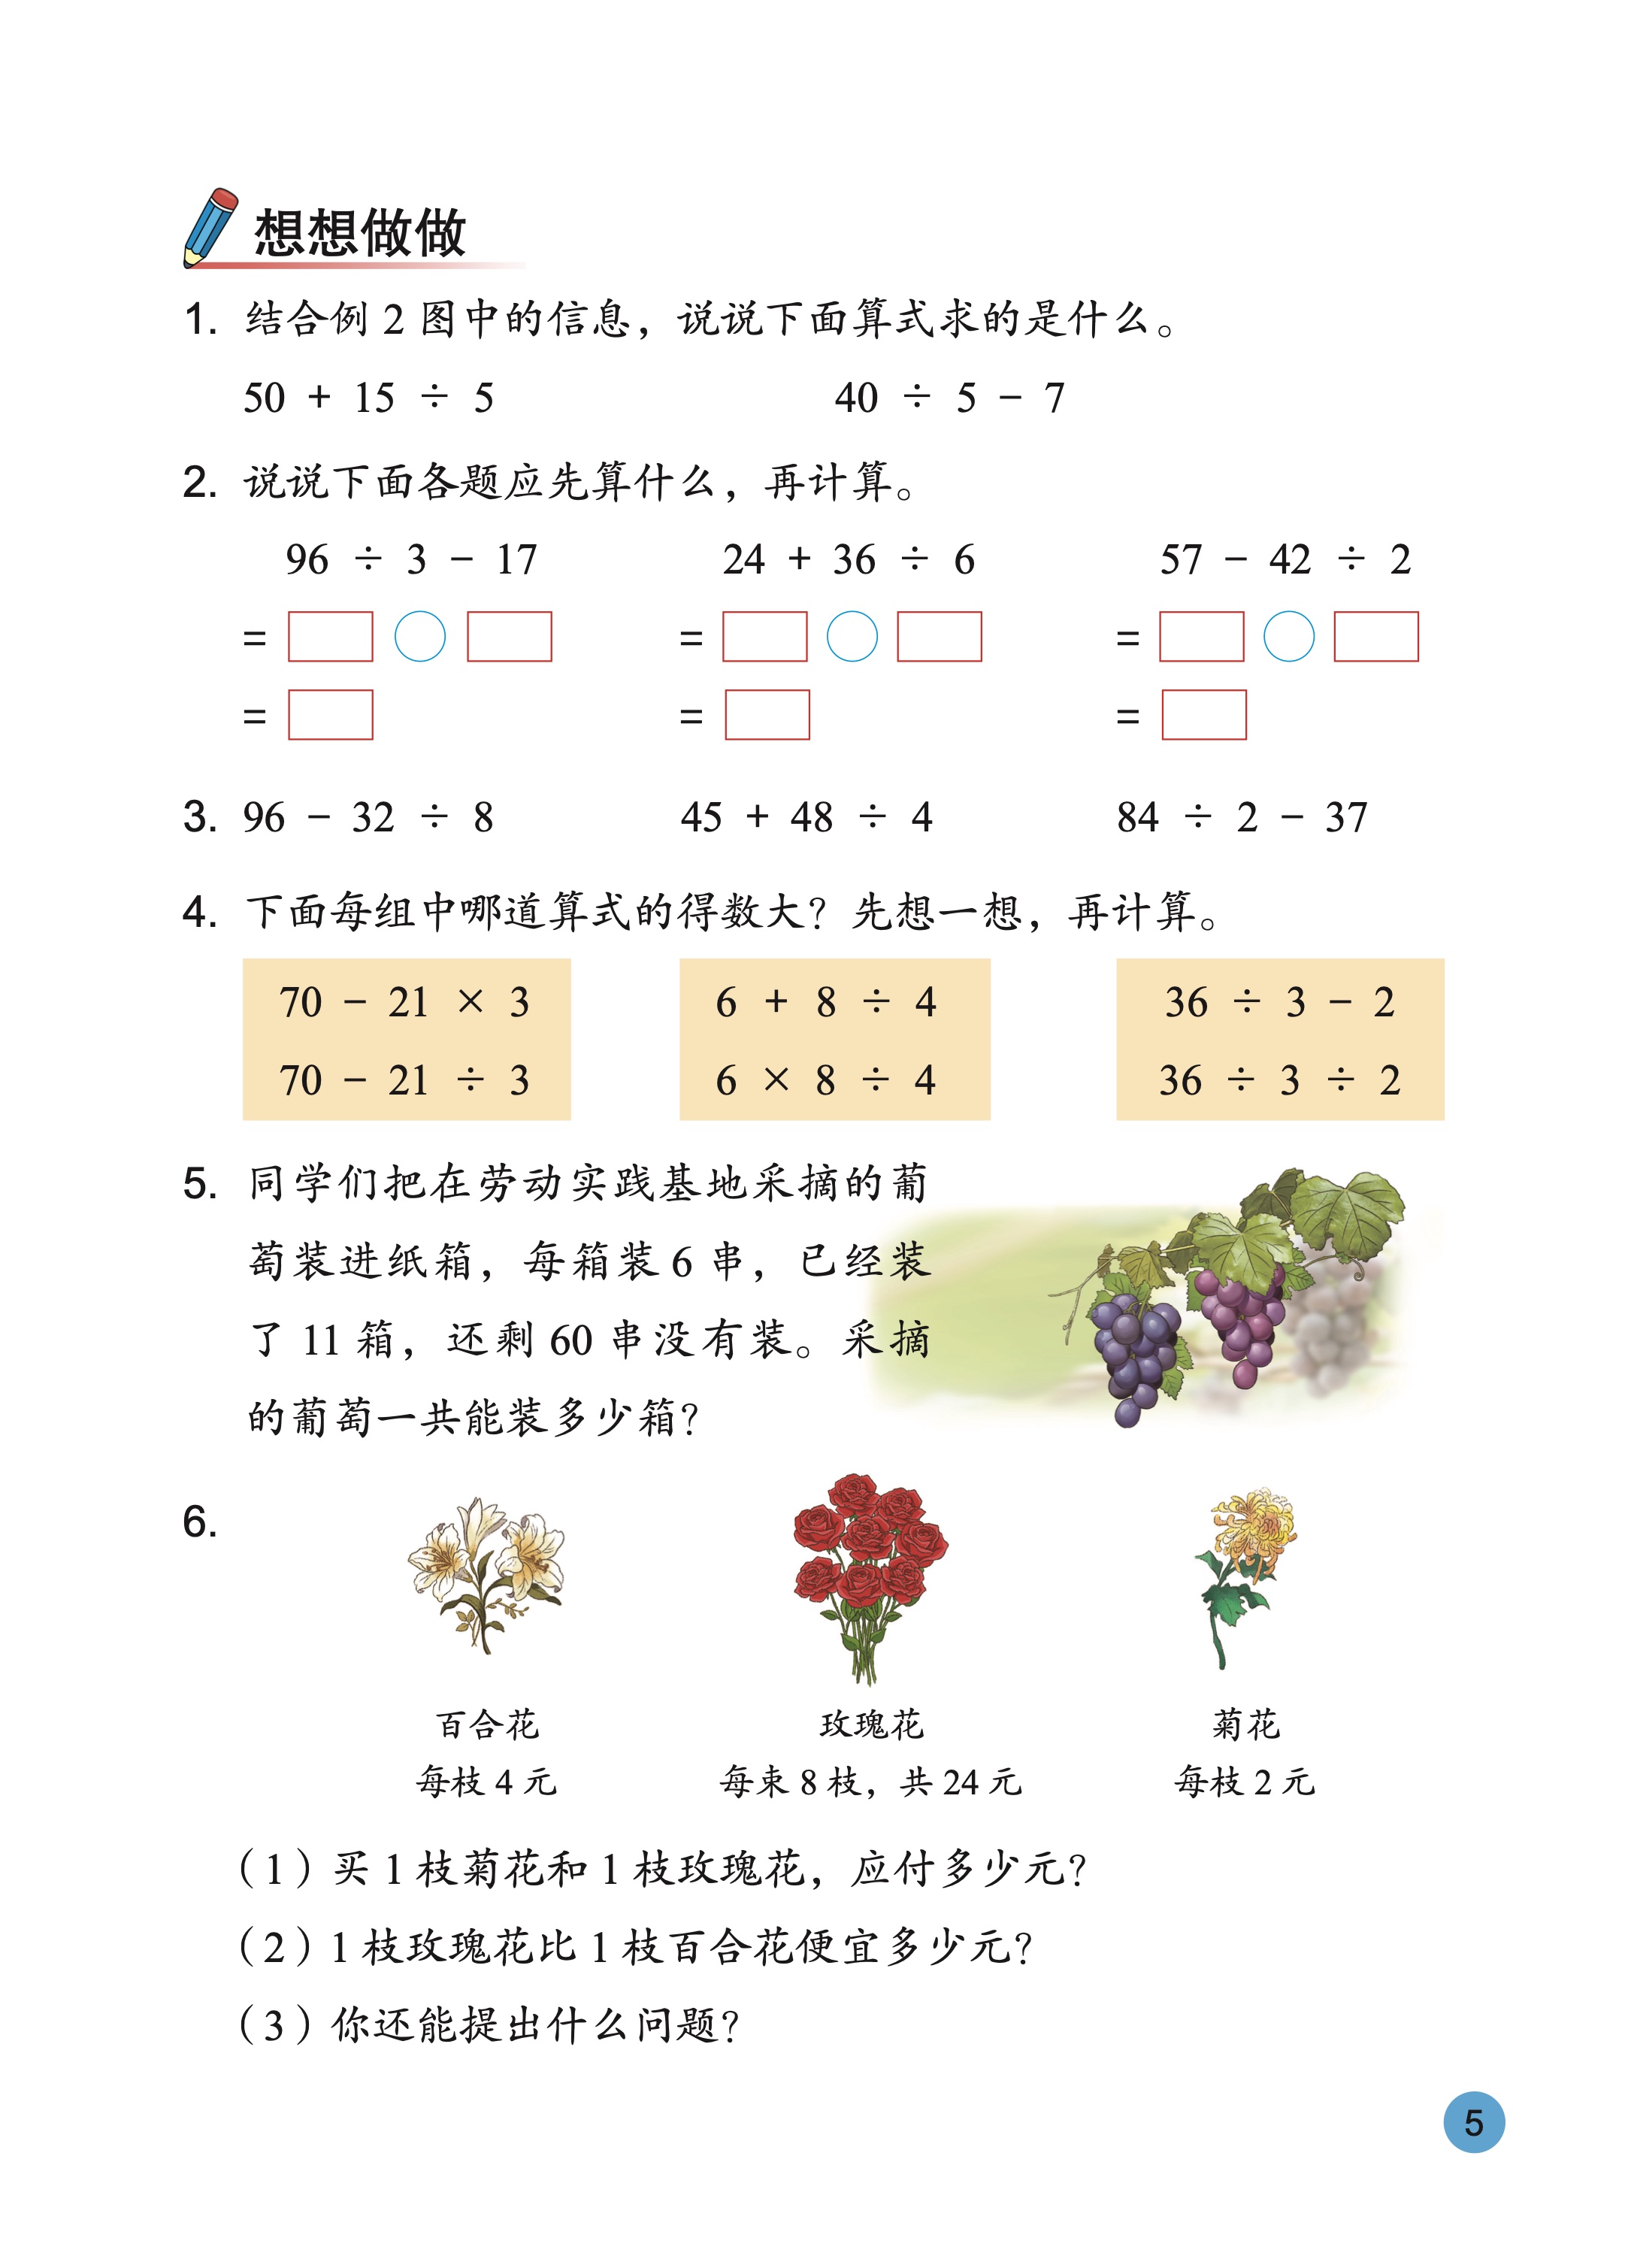 想想做做
1. 结合例 2 图中的信息，说说下面算式求的是什么。
50 + 15 ÷ 5    40 ÷ 5 − 7
2. 说说下面各题应先算什么，再计算。
96 ÷ 3 − 17    24 + 36 ÷ 6    57 − 42 ÷ 2
=    =    =
=    =    =
3. 96 − 32 ÷ 8    45 + 48 ÷ 4    84 ÷ 2 − 37
4. 下面每组中哪道算式的得数大？先想一想，再计算。
70 − 21 × 3    6 + 8 ÷ 4    36 ÷ 3 − 2
70 − 21 ÷ 3    6 × 8 ÷ 4    36 ÷ 3 ÷ 2
5. 同学们把在劳动实践基地采摘的葡
萄装进纸箱，每箱装 6 串，已经装
了 11 箱，还剩 60 串没有装。采摘
的葡萄一共能装多少箱？
6.
百合花    玫瑰花    菊花
每枝 4 元    每束 8 枝，共 24 元    每枝 2 元
（1）买 1 枝菊花和 1 枝玫瑰花，应付多少元？
（2）1 枝玫瑰花比 1 枝百合花便宜多少元？
（3）你还能提出什么问题？
5